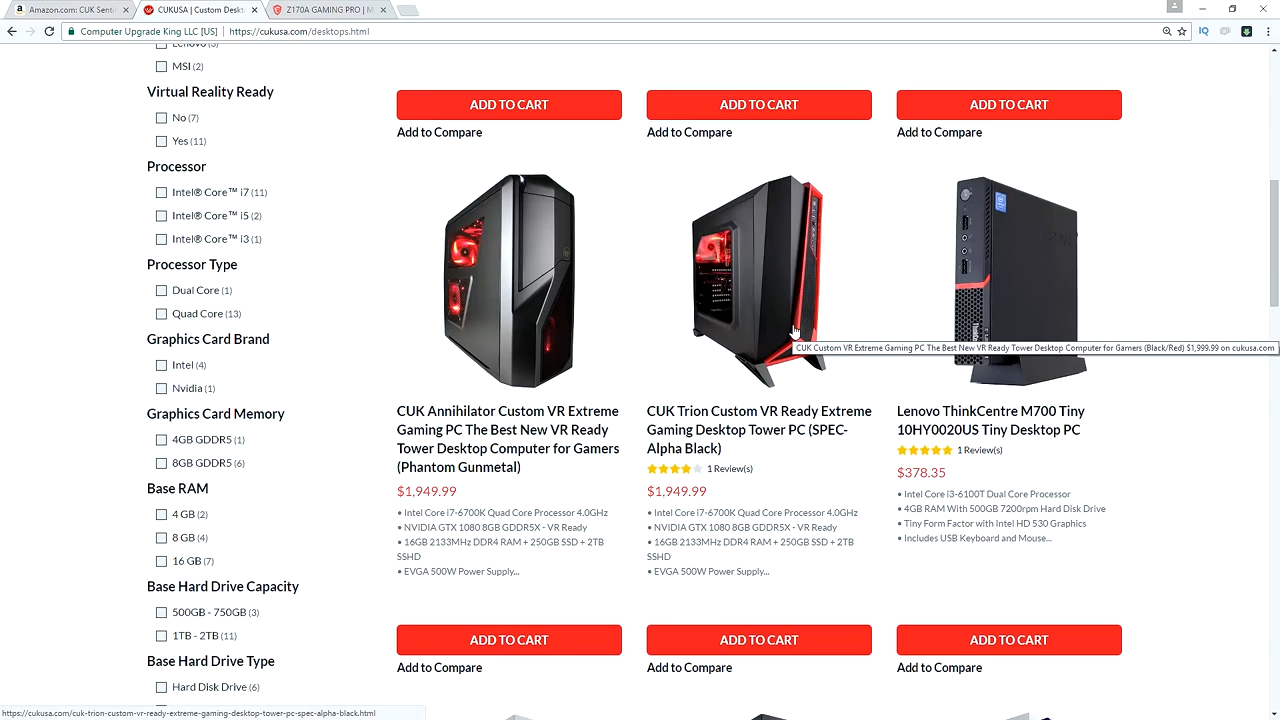 Amazon.com: CUK Senti
CUKUSA | Custom Deskt
Z170A GAMING PRO | M
Computer Upgrade King LLC [US]
https://cukusa.com/desktops.html
IQ
Lenovo (5)
MSI (2)
Virtual Reality Ready
No (7)
Yes (11)
Processor
Intel® Core™ i7 (11)
Intel® Core™ i5 (2)
Intel® Core™ i3 (1)
Processor Type
Dual Core (1)
Quad Core (13)
Graphics Card Brand
Intel (4)
Nvidia (1)
Graphics Card Memory
4GB GDDR5 (1)
8GB GDDR5 (6)
Base RAM
4 GB (2)
8 GB (4)
16 GB (7)
Base Hard Drive Capacity
500GB - 750GB (3)
1TB - 2TB (11)
Base Hard Drive Type
Hard Disk Drive (6)
ADD TO CART
Add to Compare
ADD TO CART
Add to Compare
ADD TO CART
Add to Compare
CUK Custom VR Extreme Gaming PC The Best New VR Ready Tower Desktop Computer for Gamers (Black/Red) $1,999.99 on cukusa.com
CUK Annihilator Custom VR Extreme
Gaming PC The Best New VR Ready
Tower Desktop Computer for Gamers
(Phantom Gunmetal)
$1,949.99
• Intel Core i7-6700K Quad Core Processor 4.0GHz
• NVIDIA GTX 1080 8GB GDDR5X - VR Ready
• 16GB 2133MHz DDR4 RAM + 250GB SSD + 2TB
SSHD
• EVGA 500W Power Supply...
ADD TO CART
Add to Compare
CUK Trion Custom VR Ready Extreme
Gaming Desktop Tower PC (SPEC-
Alpha Black)
1 Review(s)
$1,949.99
• Intel Core i7-6700K Quad Core Processor 4.0GHz
• NVIDIA GTX 1080 8GB GDDR5X - VR Ready
• 16GB 2133MHz DDR4 RAM + 250GB SSD + 2TB
SSHD
• EVGA 500W Power Supply...
ADD TO CART
Add to Compare
Lenovo ThinkCentre M700 Tiny
10HY0020US Tiny Desktop PC
1 Review(s)
$378.35
• Intel Core i3-6100T Dual Core Processor
• 4GB RAM With 500GB 7200rpm Hard Disk Drive
• Tiny Form Factor with Intel HD 530 Graphics
• Includes USB Keyboard and Mouse...
ADD TO CART
Add to Compare
https://cukusa.com/cuk-trion-custom-vr-ready-extreme-gaming-desktop-tower-pc-spec-alpha-black.html